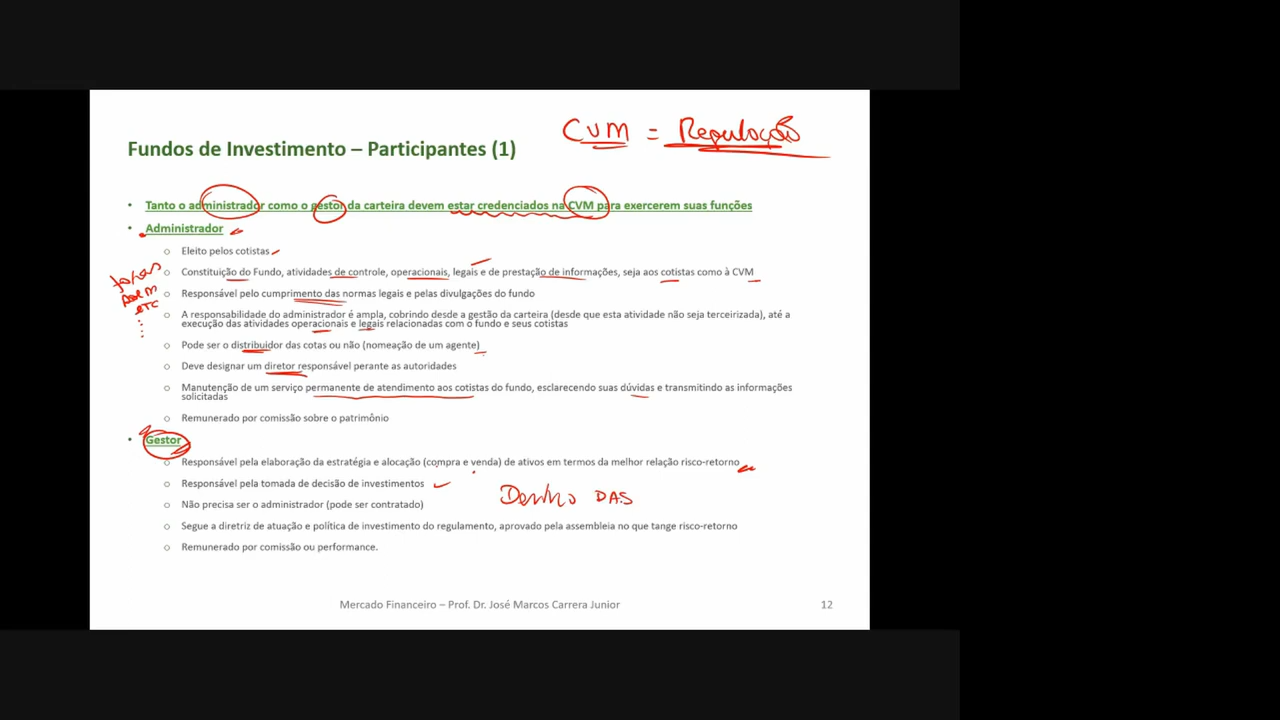 CVM = Regulação
Fundos de Investimento – Participantes (1)
• Tanto o administrador como o gestor da carteira devem estar credenciados na CVM para exercerem suas funções
• Administrador
o Eleito pelos cotistas
o Constituição do Fundo, atividades de controle, operacionais, legais e de prestação de informações, seja aos cotistas como à CVM
o Responsável pelo cumprimento das normas legais e pelas divulgações do fundo
etc
o A responsabilidade do administrador é ampla, cobrindo desde a gestão da carteira (desde que esta atividade não seja terceirizada), até a
execução das atividades operacionais e legais relacionadas com o fundo e seus cotistas
o Pode ser o distribuidor das cotas ou não (nomeação de um agente)
o Deve designar um diretor responsável perante as autoridades
o Manutenção de um serviço permanente de atendimento aos cotistas do fundo, esclarecendo suas dúvidas e transmitindo as informações
solicitadas
o Remunerado por comissão sobre o patrimônio
• Gestor
o Responsável pela elaboração da estratégia e alocação (compra e venda) de ativos em termos da melhor relação risco-retorno
o Responsável pela tomada de decisão de investimentos
Dentro DAS
o Não precisa ser o administrador (pode ser contratado)
o Segue a diretriz de atuação e política de investimento do regulamento, aprovado pela assembleia no que tange risco-retorno
o Remunerado por comissão ou performance.
Mercado Financeiro – Prof. Dr. José Marcos Carrera Junior
12